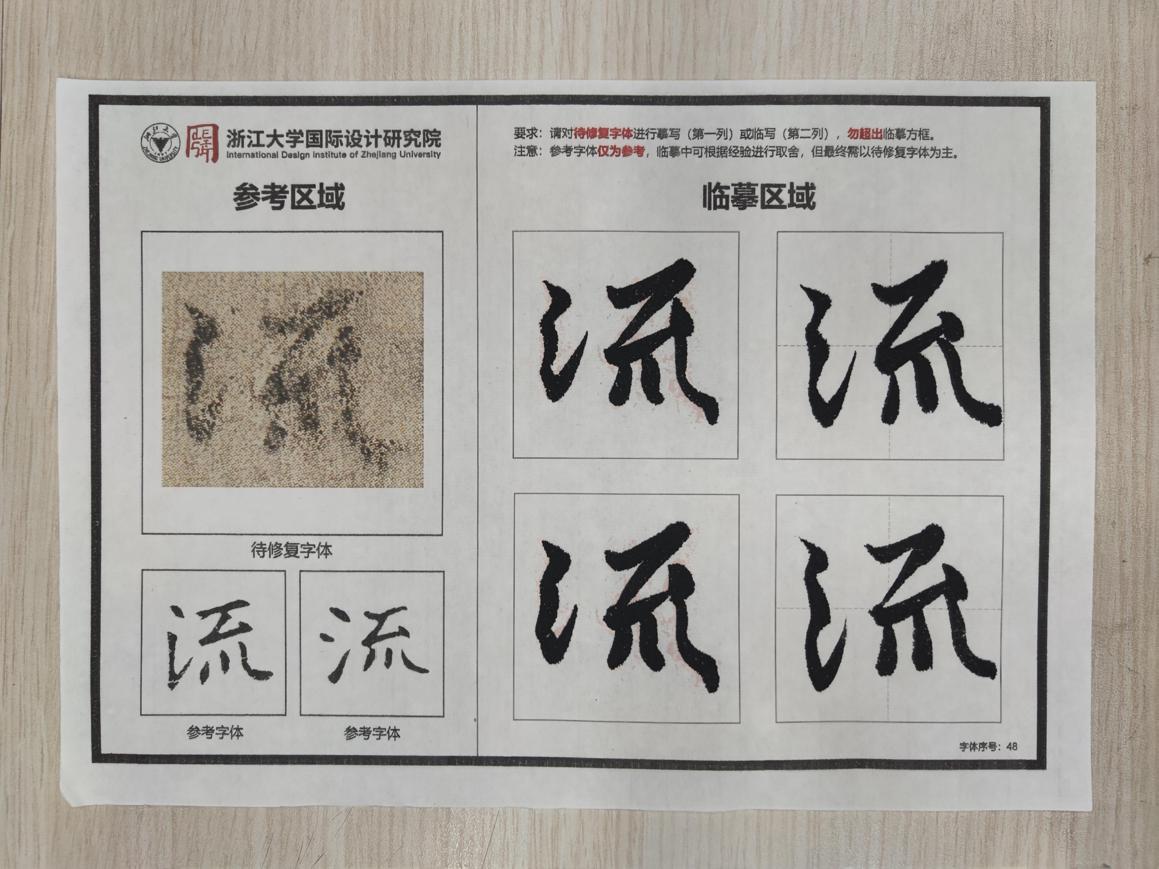 浙江大学国际设计研究院
International Design Institute of Zhejiang University
参考区域
流
待修复字体
流
流
参考字体
参考字体
要求：请对待修复字体进行摹写（第一列）或临写（第二列），勿超出临摹方框。
注意：参考字体仅为参考，临摹中可根据经验进行取舍，但最终需以待修复字体为主。
临摹区域
流
流
流
流
字体序号：48